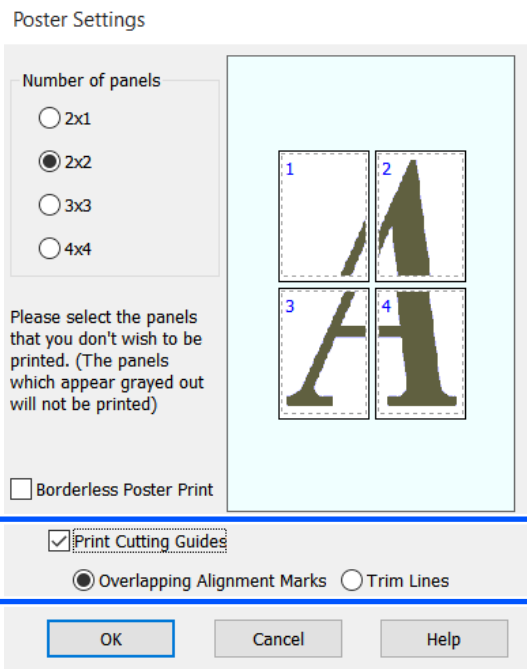 Poster Settings
Number of panels
2x1
2x2
3x3
4x4
1
2
3
4
Please select the panels
that you don't wish to be
printed. (The panels
which appear grayed out
will not be printed)
Borderless Poster Print
Print Cutting Guides
Overlapping Alignment Marks Trim Lines
OK Cancel Help